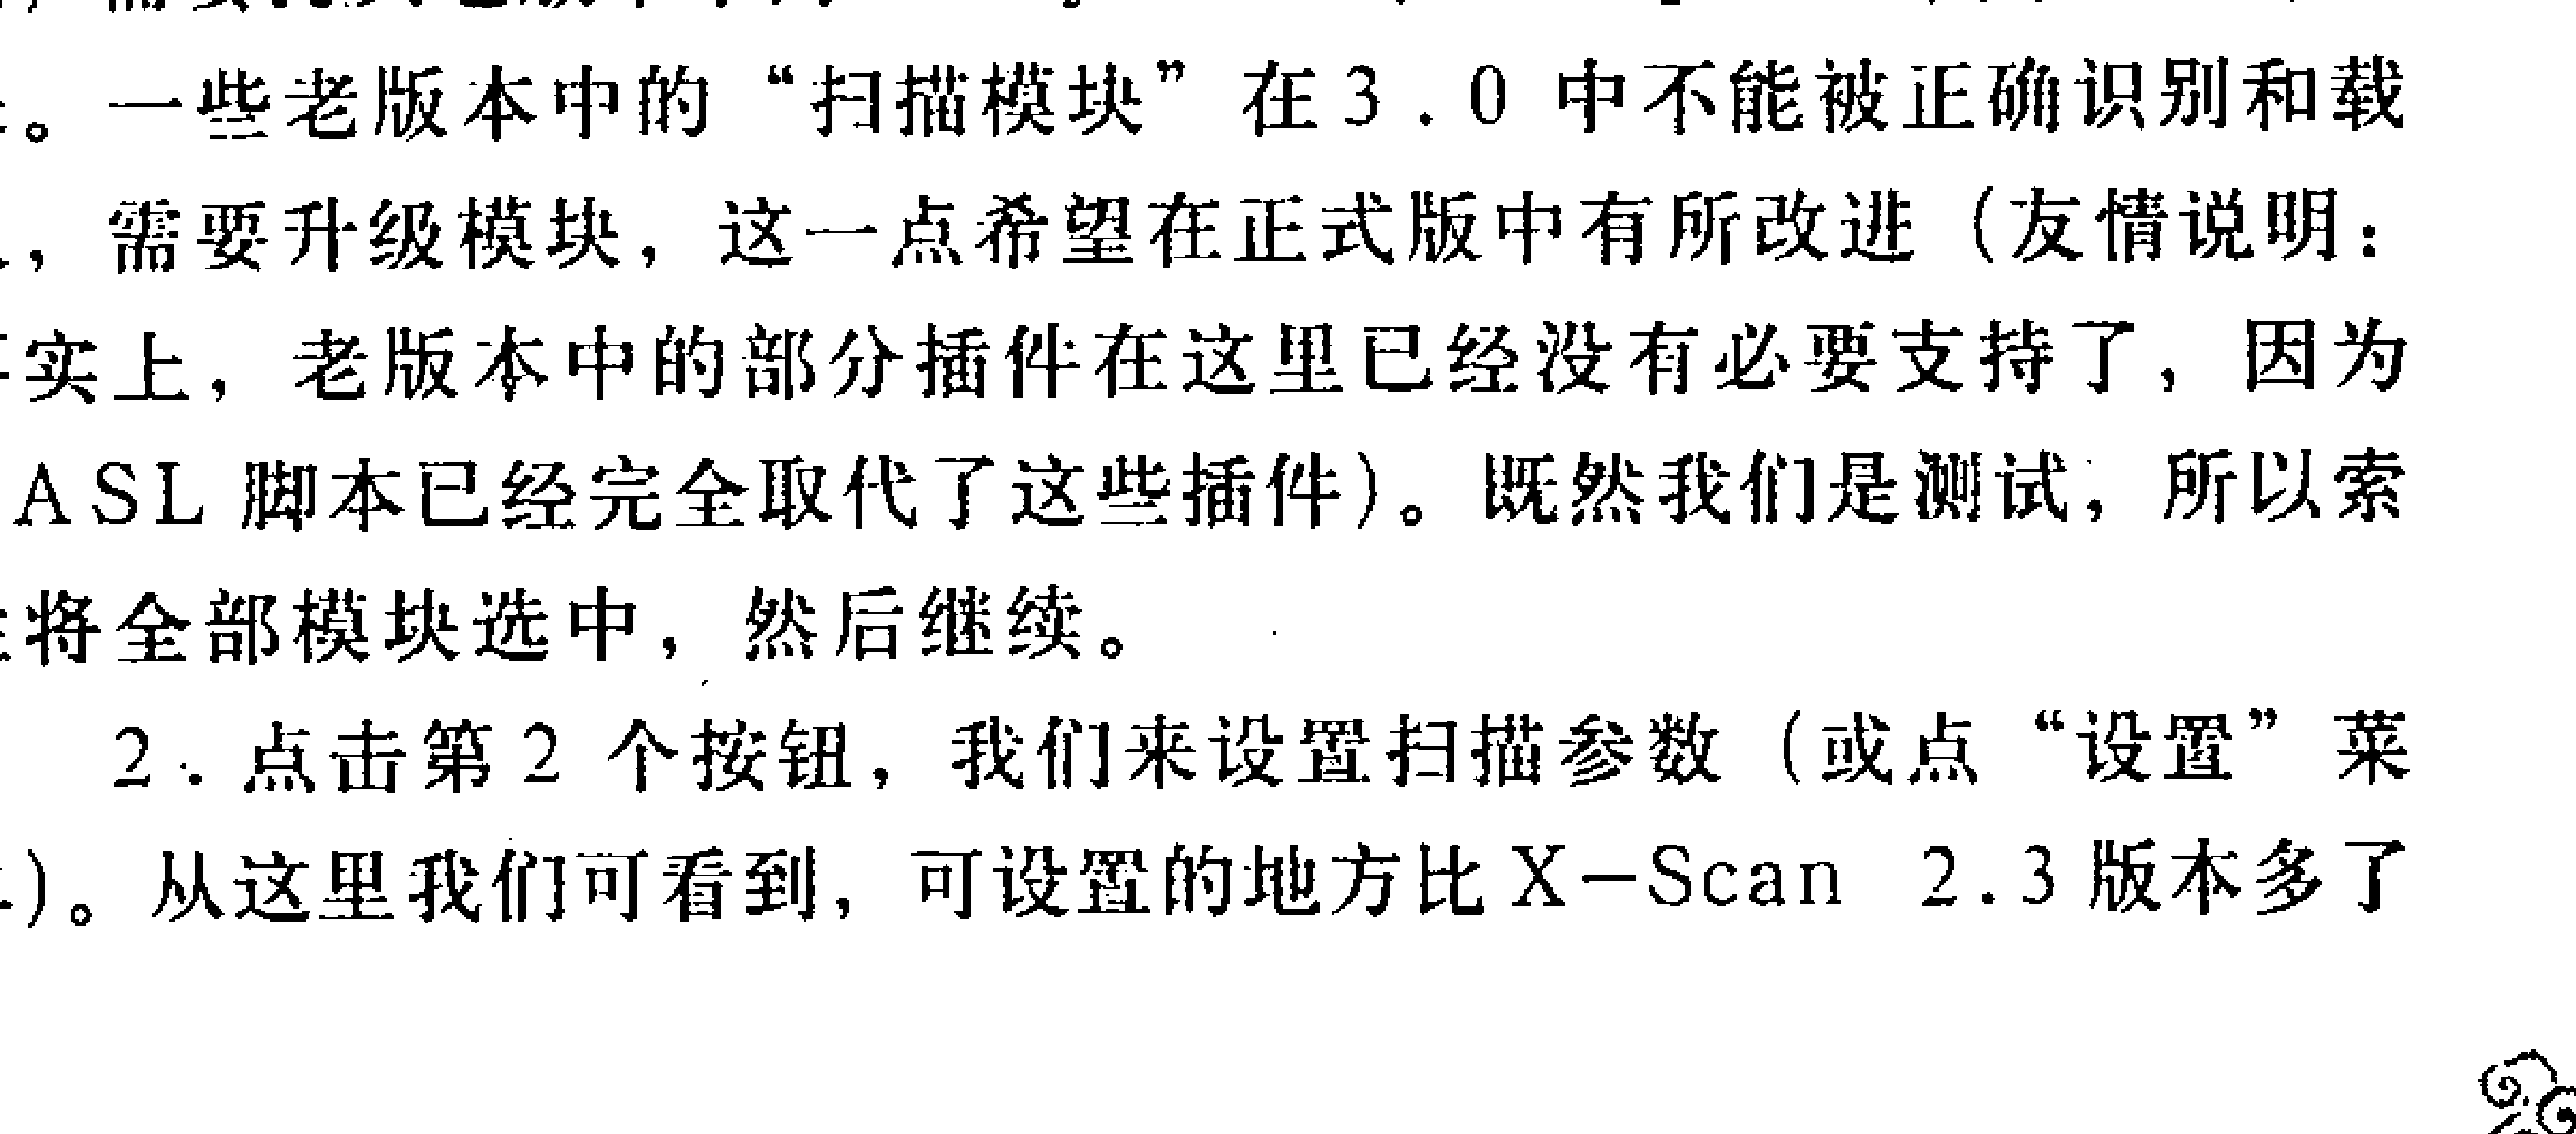 。一些老版本中的“扫描模块”在3.0 中不能被正确识别和载
，需要升级模块，这一点希望在正式版中有所改进（友情说明：
实上，老版本中的部分插件在这里已经没有必要支持了，因为
ASL 脚本已经完全取代了这些插件）。既然我们是测试，所以索
将全部模块选中，然后继续。
2.点击第2 个按钮，我们来设置扫描参数（或点“设置”菜
）。从这里我们可看到，可设置的地方比X-Scan 2.3版本多了